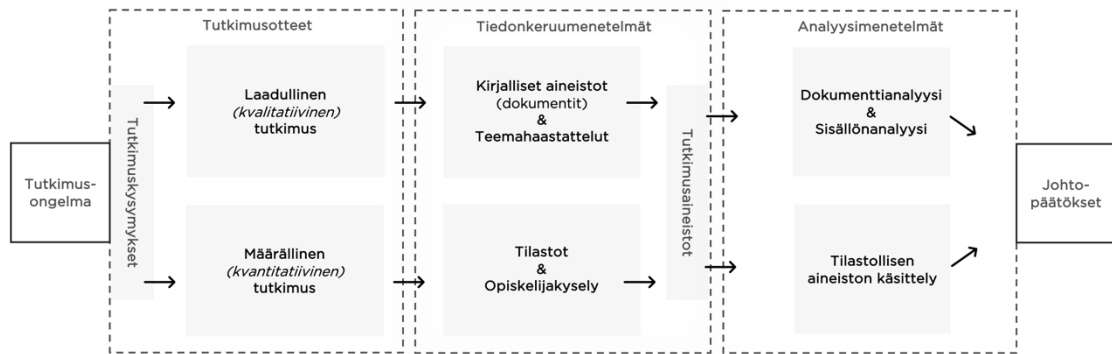 Tutkimusotteet
Tiedonkeruumenetelmät
Analyysimenetelmät
Tutkimus-
ongelma
Tutkimuskysymykset
Laadullinen
(kvalitatiivinen)
tutkimus
Määrällinen
(kvantitatiivinen)
tutkimus
Kirjalliset aineistot
(dokumentit)
&
Teemahaastattelut
Tilastot
&
Opiskelijakysely
Tutkimusaineistot
Dokumenttianalyysi
&
Sisällönanalyysi
Tilastollisen
aineiston käsittely
Johto-
päätökset